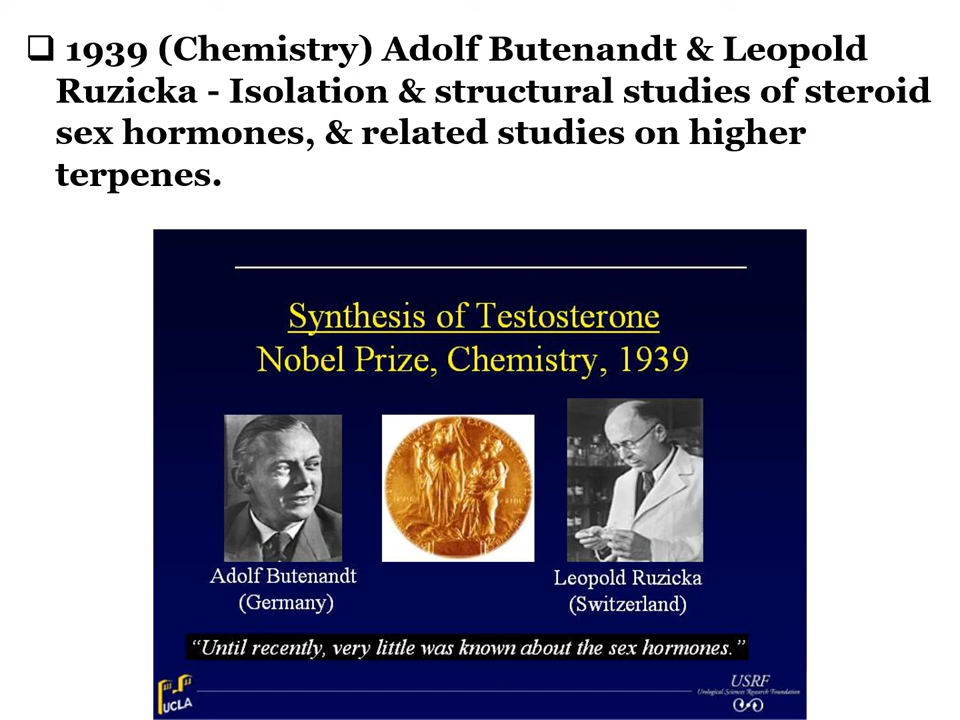 1939 (Chemistry) Adolf Butenandt & Leopold
Ruzicka - Isolation & structural studies of steroid
sex hormones, & related studies on higher
terpenes.
Synthesis of Testosterone
Nobel Prize, Chemistry, 1939
Adolf Butenandt
(Germany)
Leopold Ruzicka
(Switzerland)
“Until recently, very little was known about the sex hormones.”
UCLA
USRF
Urological Sciences Research Foundation